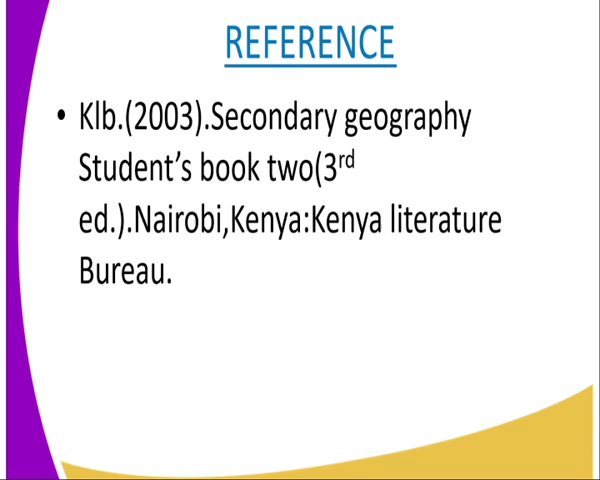 REFERENCE
• Klb.(2003).Secondary geography
Student’s book two(3rd
ed.).Nairobi,Kenya:Kenya literature
Bureau.